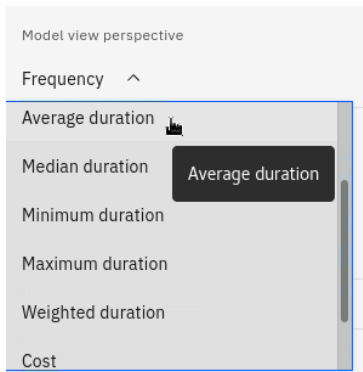 Model view perspective
Frequency
Average duration
Median duration
Average duration
Minimum duration
Maximum duration
Weighted duration
Cost